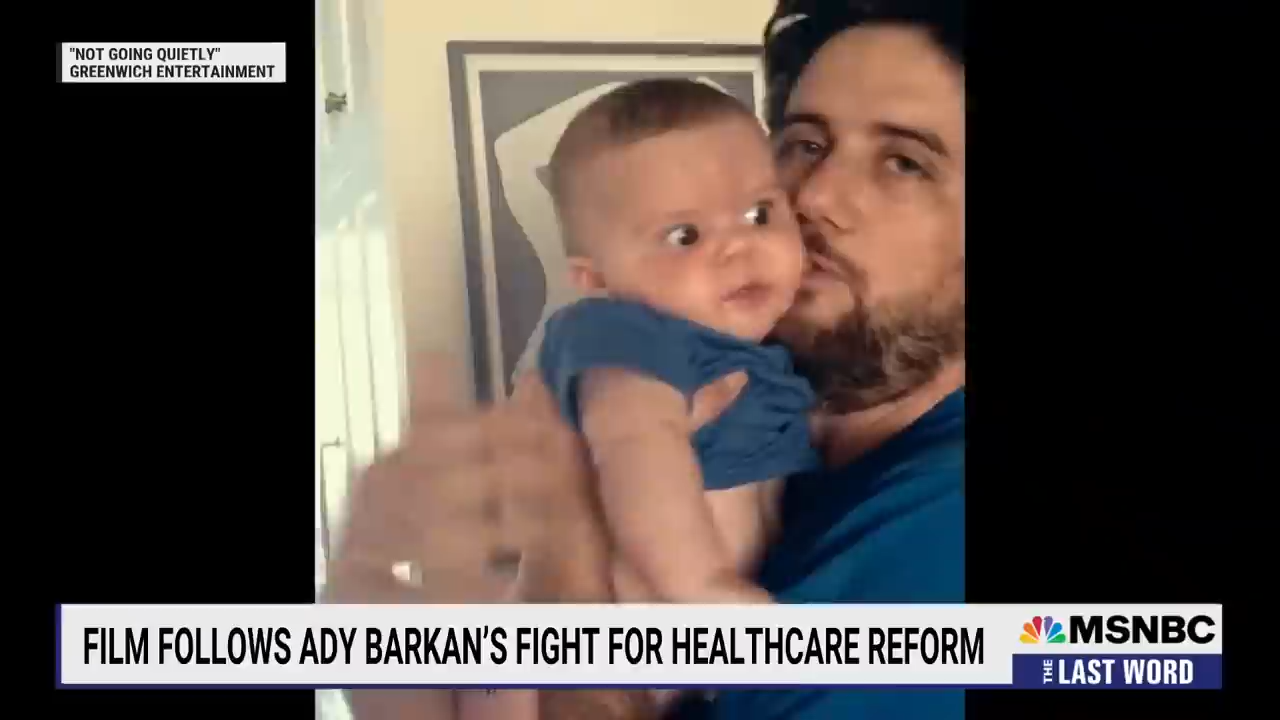 "NOT GOING QUIETLY"
GREENWICH ENTERTAINMENT
FILM FOLLOWS ADY BARKAN'S FIGHT FOR HEALTHCARE REFORM
MSNBC
THE LAST WORD